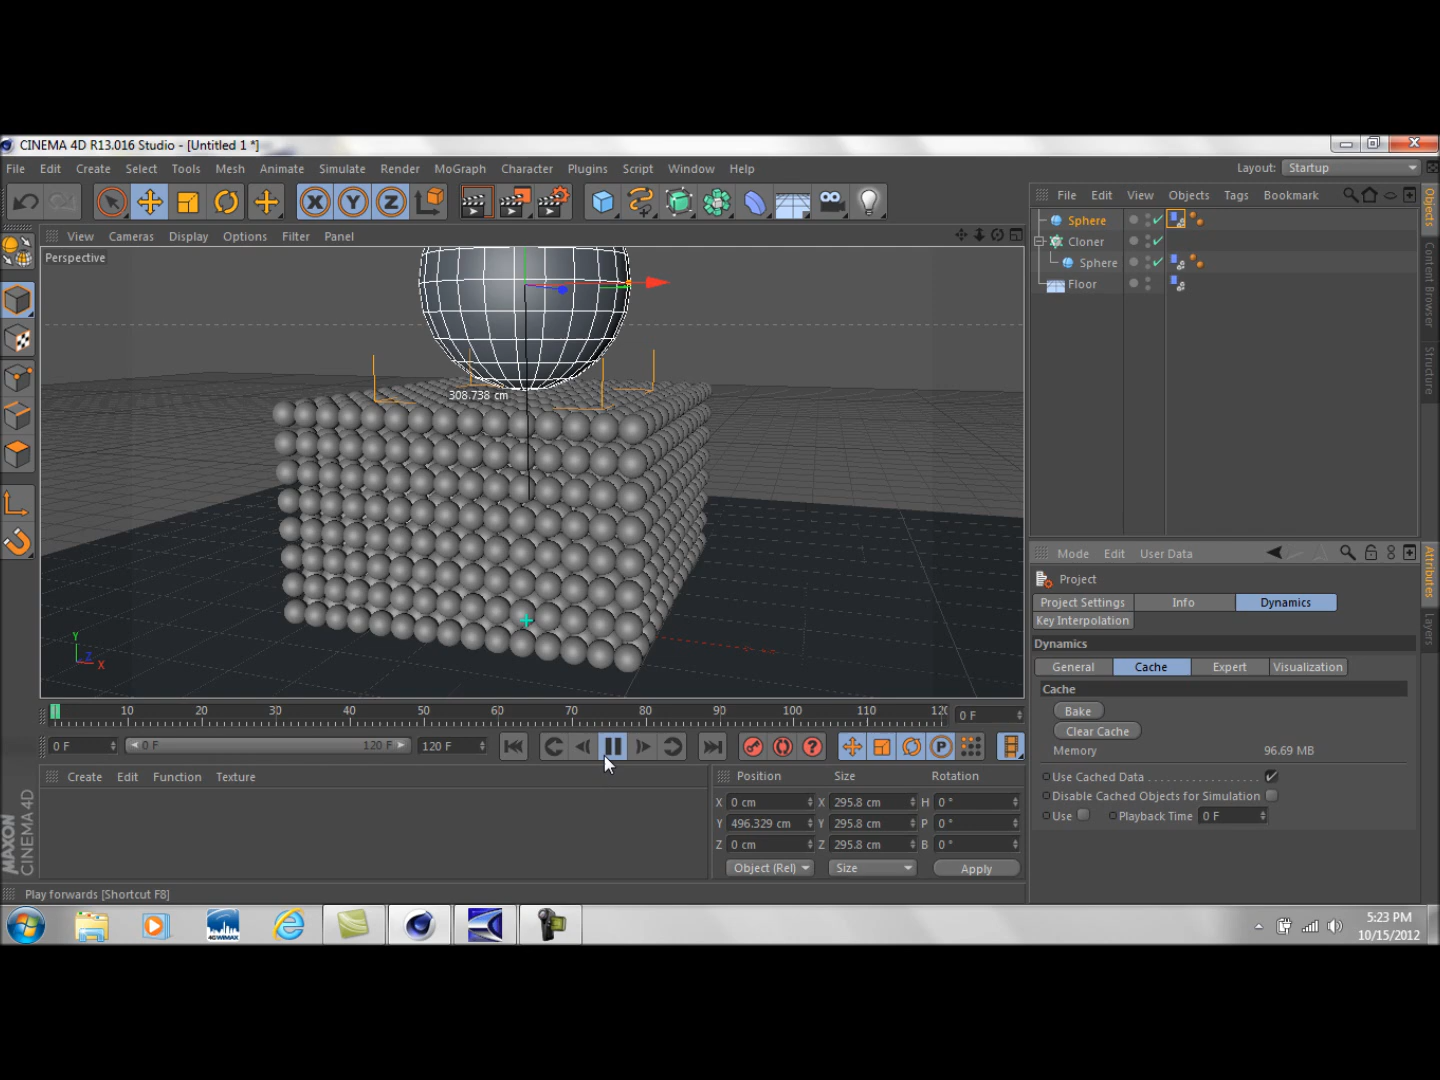 CINEMA 4D R13.016 Studio - [Untitled 1 *]
File Edit Create Select Tools Mesh Simulate Animate Render MoGraph Character Plugins Script Window Help Layout: Startup
File Edit View Objects Tags Bookmark
View Cameras Display Options Filter Panel
Perspective
Sphere
Cloner
Sphere
Floor
Objects
Content Browser
Structure
308.738 cm
Y
Z
X
Mode Edit User Data
Project
Project Settings Info Dynamics
Key Interpolation
Dynamics
General Cache Expert Visualization
Cache
Bake
Clear Cache
Memory 96.69 MB
Use Cached Data
Disable Cached Objects for Simulation
Use Playback Time 0 F
Attributes
Layers
10 20 30 40 50 60 70 80 90 100 110 120 0 F
0 F 0 F 120 F 120 F
Create Edit Function Texture
Position Size Rotation
X 0 cm X 295.8 cm H 0 °
Y 496.329 cm Y 295.8 cm P 0 °
Z 0 cm Z 295.8 cm B 0 °
Object (Rel) Size Apply
MAXON
CINEMA 4D
Play forwards [Shortcut F8]
5:23 PM
10/15/2012